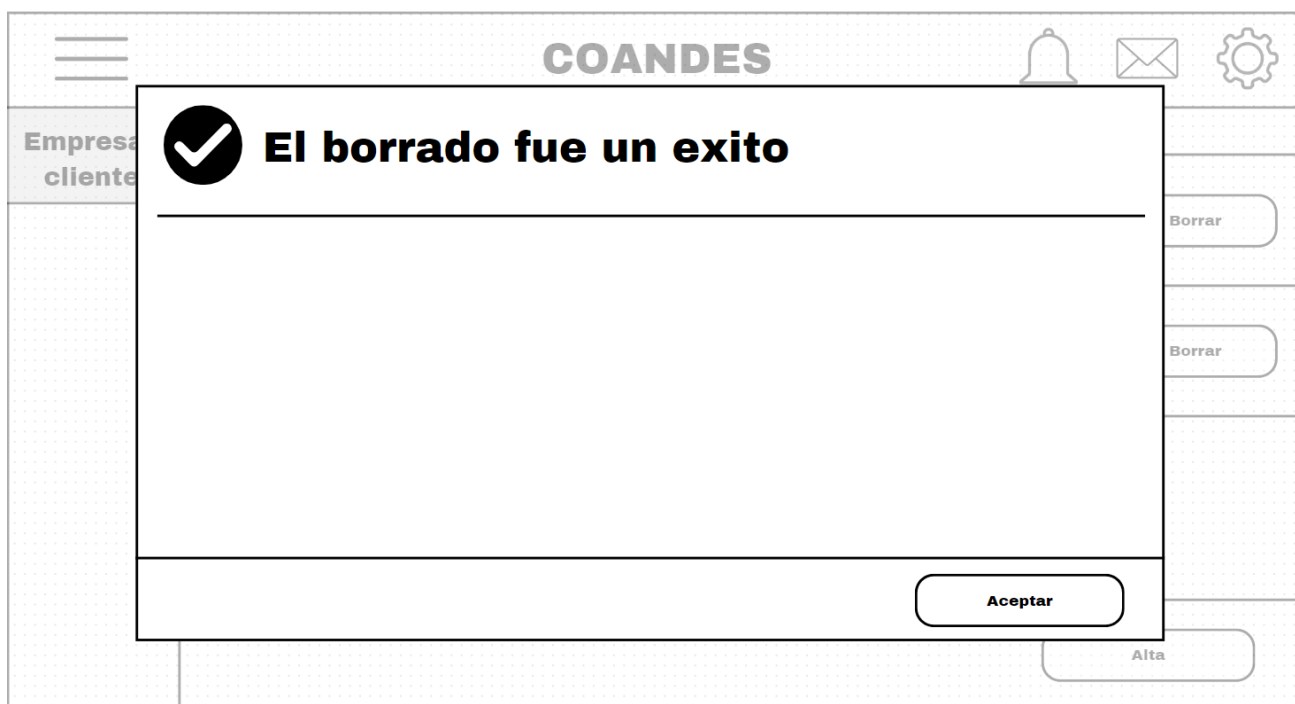 COANDES
Empresa
cliente
El borrado fue un exito
Borrar
Borrar
Aceptar
Alta